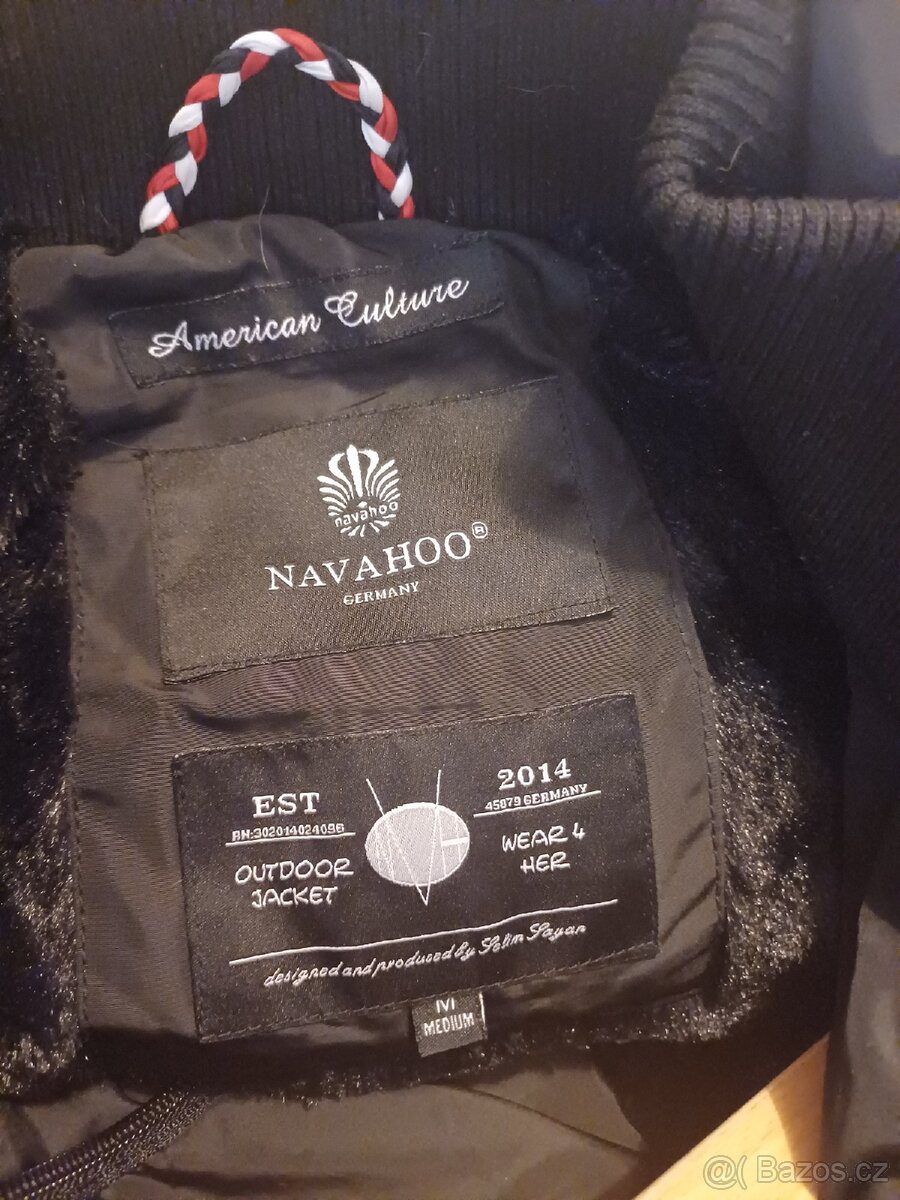 American Culture
navahoo
NAVAHOO®
GERMANY
EST
RN:302014024096
OUTDOOR
JACKET
2014
45879 GERMANY
WEAR 4
HER
designed and produced By Selim Sayan
M
MEDIUM
@( Bazos.cz